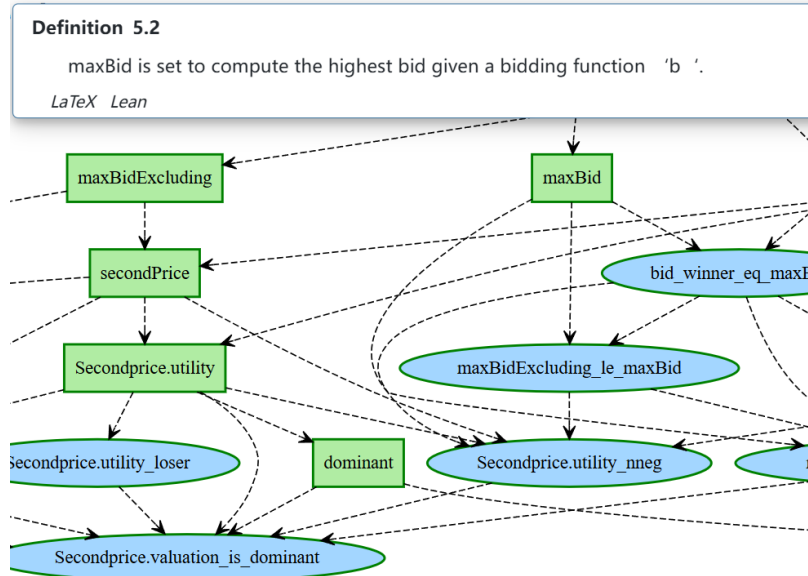 Definition 5.2
maxBid is set to compute the highest bid given a bidding function ‘b ‘.
LaTeX Lean
maxBidExcluding
maxBid
secondPrice
bid_winner_eq_maxB
Secondprice.utility
maxBidExcluding_le_maxBid
Secondprice.utility_loser
dominant
Secondprice.utility_nneg
Secondprice.valuation_is_dominant